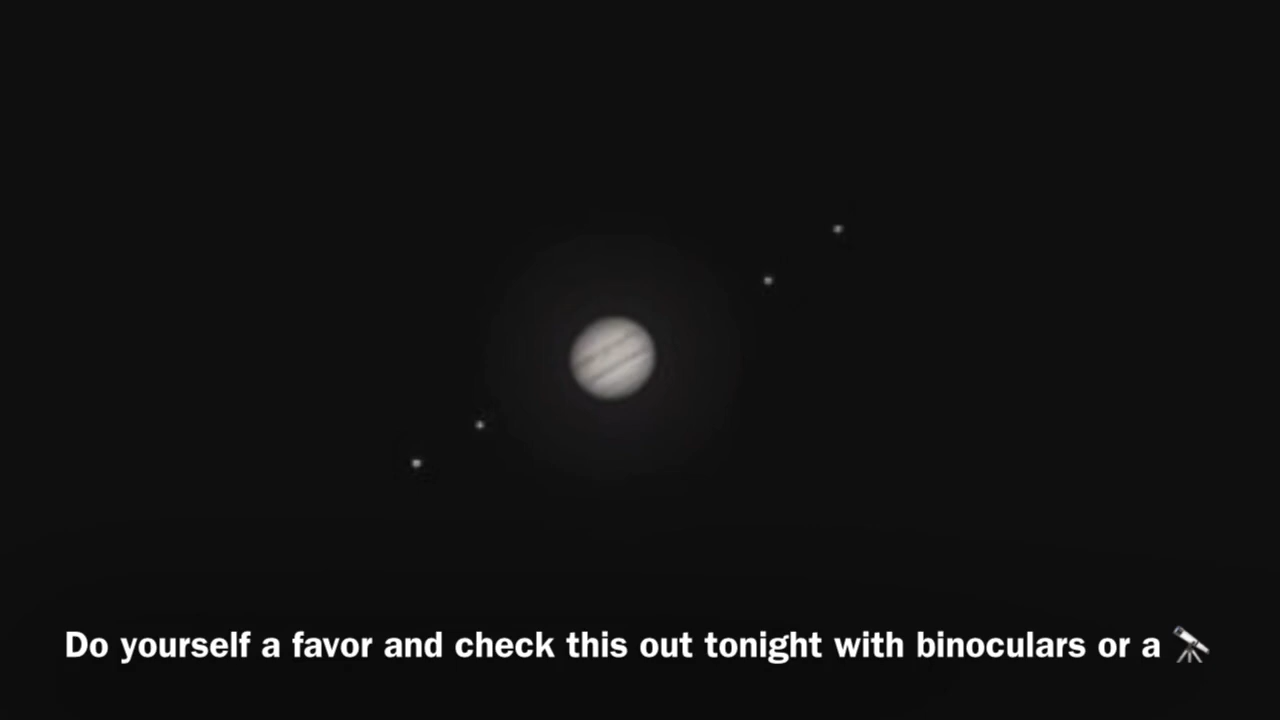 Do yourself a favor and check this out tonight with binoculars or a 🔭